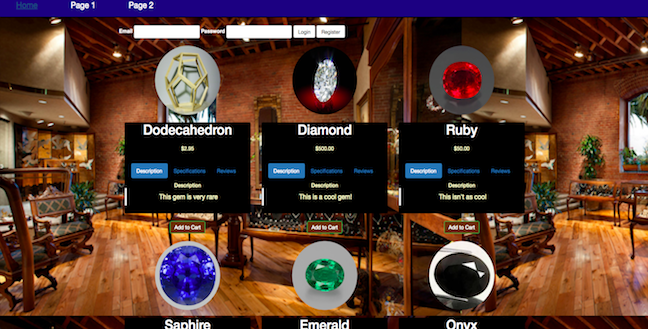 Home Page 1 Page 2
Email Password Login Register
Dodecahedron Diamond Ruby
$2.95 $500.00 $50.00
Description Specifications Reviews Description Specifications Reviews Description Specifications Reviews
Description Description Description
This gem is very rare This is a cool gem! This isn't as cool
Add to Cart Add to Cart Add to Cart
Saphire Emerald Onyx